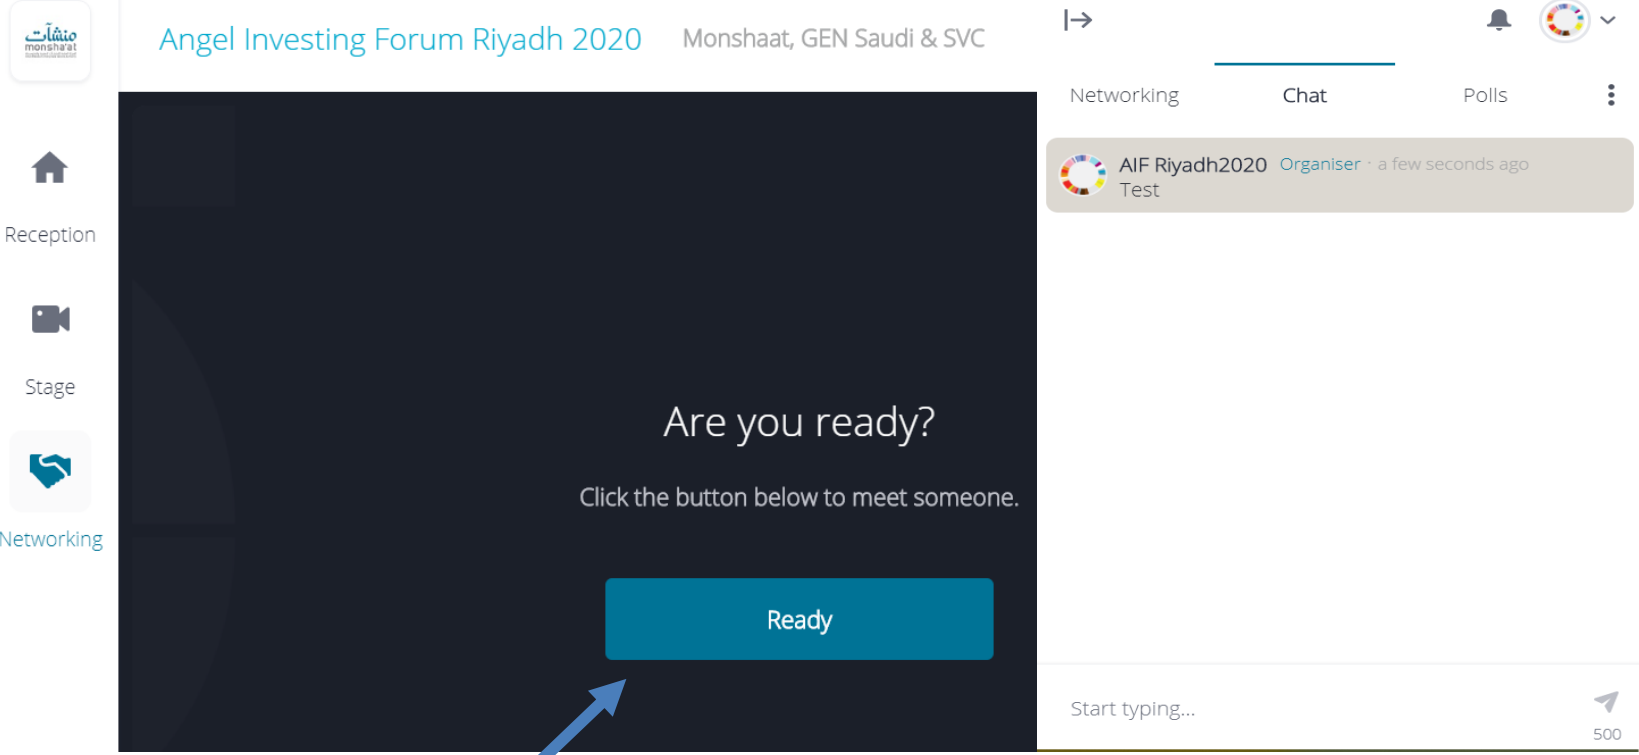 منشآت
monsha'at
Angel Investing Forum Riyadh 2020
Monshaat, GEN Saudi & SVC
Reception
Stage
Networking
Are you ready?
Click the button below to meet someone.
Ready
Networking
Chat
Polls
AIF Riyadh2020 Organiser · a few seconds ago
Test
Start typing...
500